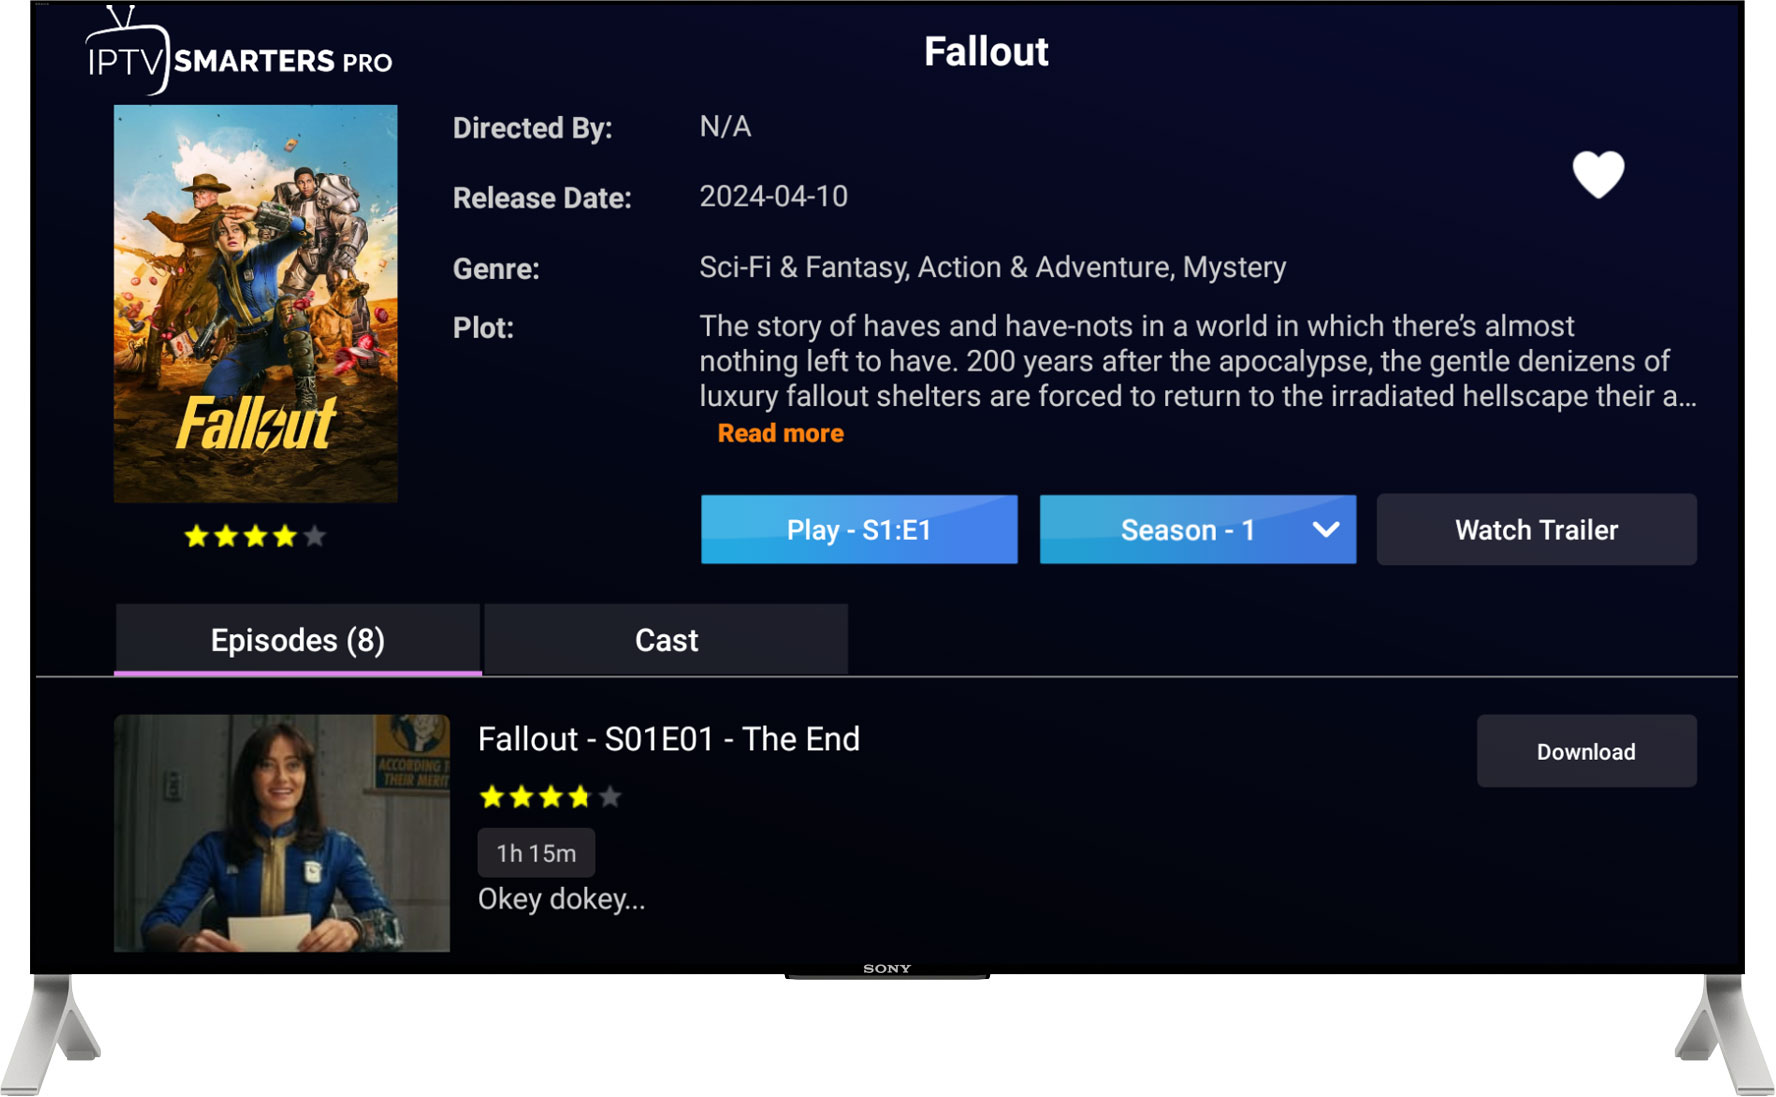 IPTV SMARTERS PRO
Fallout
Directed By: N/A
Release Date: 2024-04-10
Genre: Sci-Fi & Fantasy, Action & Adventure, Mystery
Plot: The story of haves and have-nots in a world in which there’s almost
nothing left to have. 200 years after the apocalypse, the gentle denizens of
luxury fallout shelters are forced to return to the irradiated hellscape their a...
Read more
Fallout
Play - S1:E1
Season - 1
Watch Trailer
Episodes (8)
Cast
ACCORDING
THEIR MERIT
Fallout - S01E01 - The End
Download
1h 15m
Okey dokey...
SONY